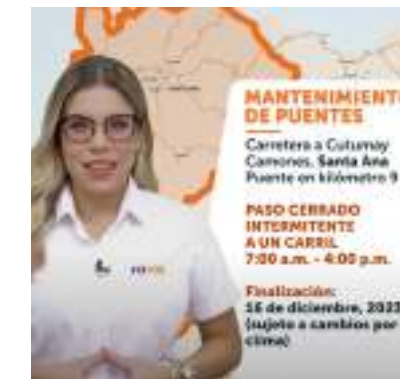 MANTENIMIENTO
DE PUENTES
Carretera a Cutumay
Camones, Santa Ana
Puente en kilómetro 9
PASO CERRADO
INTERMITENTE
A UN CARRIL
7:00 a.m. - 4:00 p.m.
Finalización:
16 de diciembre, 2023
(sujeto a cambios por
clima)